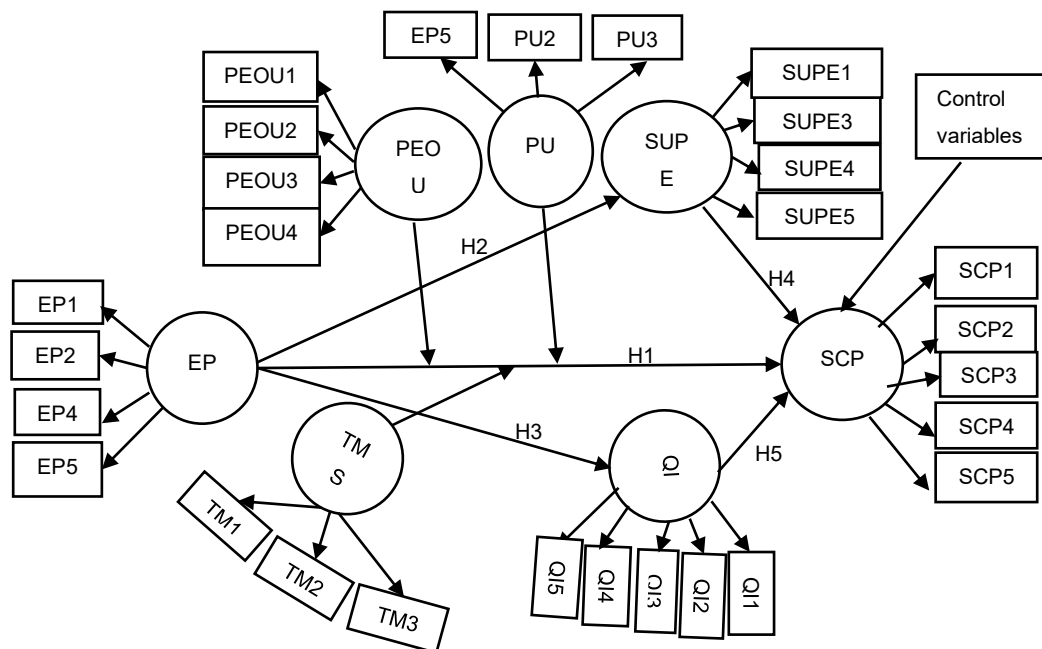 EP5
PU2
PU3
PEOU1
PEOU2
PEOU3
PEOU4
PEO
U
PU
SUP
E
SUPE1
SUPE3
SUPE4
SUPE5
Control
variables
H2
H4
EP1
EP2
EP4
EP5
EP
H1
SCP
SCP1
SCP2
SCP3
SCP4
SCP5
H3
TM
S
QI
H5
TM1
TM2
TM3
QI5
QI4
QI3
QI2
QI1